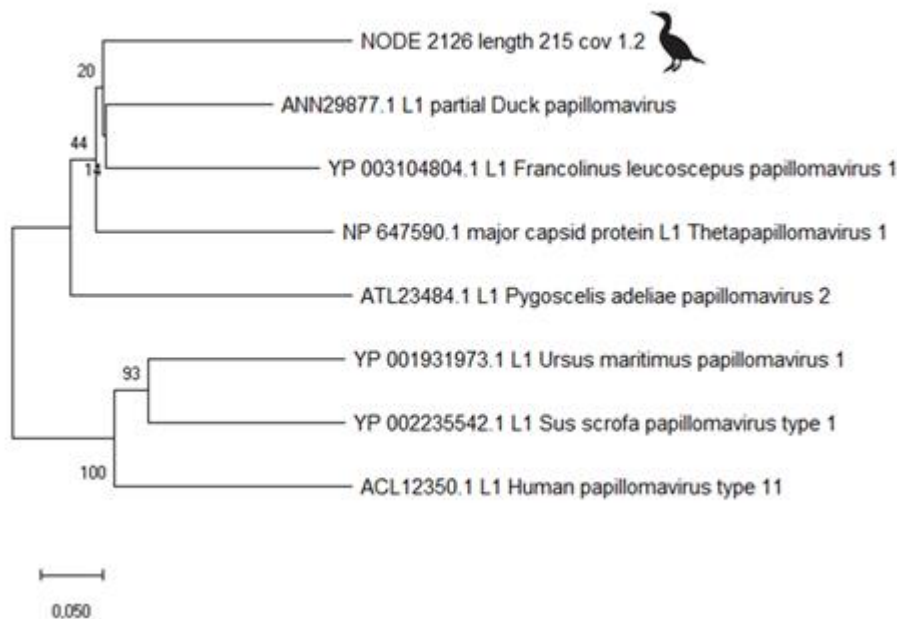 NODE 2126 length 215 cov 1.2
20
ANN29877.1 L1 partial Duck papillomavirus
44
14
YP 003104804.1 L1 Francolinus leucoscepus papillomavirus 1
NP 647590.1 major capsid protein L1 Thetapapillomavirus 1
ATL23484.1 L1 Pygoscelis adeliae papillomavirus 2
YP 001931973.1 L1 Ursus maritimus papillomavirus 1
93
YP 002235542.1 L1 Sus scrofa papillomavirus type 1
100
ACL12350.1 L1 Human papillomavirus type 11
0.050